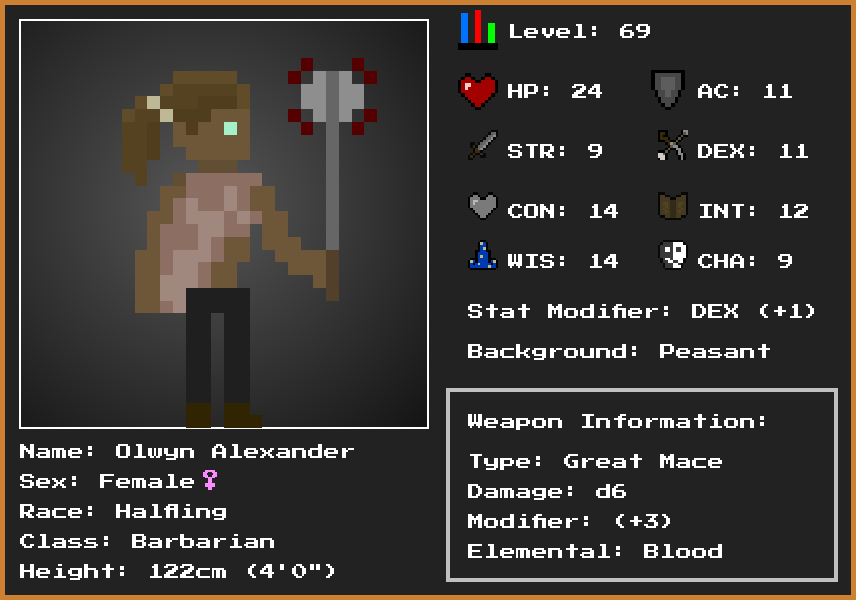 Level: 69
HP: 24
AC: 11
STR: 9
DEX: 11
CON: 14
INT: 12
WIS: 14
CHA: 9
Stat Modifier: DEX (+1)
Background: Peasant
Weapon Information:
Type: Great Mace
Damage: d6
Modifier: (+3)
Elemental: Blood
Name: Olwyn Alexander
Sex: Female♀
Race: Halfling
Class: Barbarian
Height: 122cm (4'0")